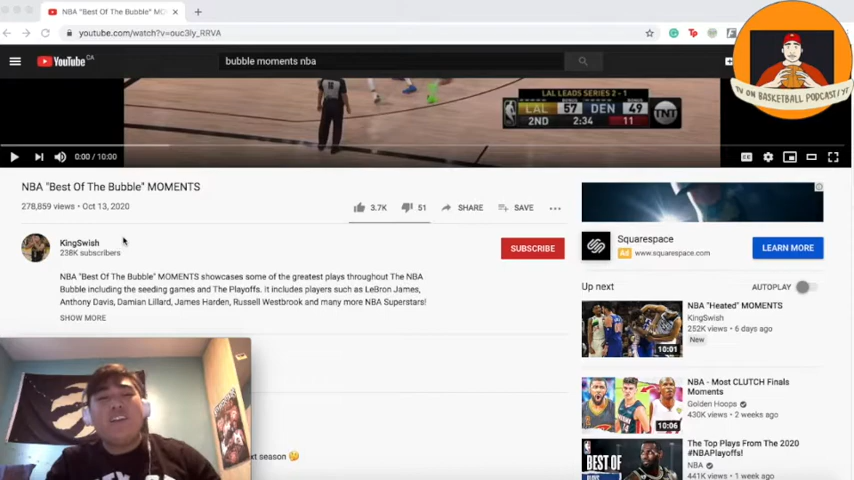 NBA "Best Of The Bubble" MO
youtube.com/watch?v=ouc3ly_RRVA
YouTube CA
bubble moments nba
TV ON BASKETBALL PODCAST/YT
LAL LEADS SERIES 2 - 1
BONUS BONUS
LAL 57 DEN 49
2ND 2:34 11
TNT
0:00 / 10:00
NBA "Best Of The Bubble" MOMENTS
278,859 views • Oct 13, 2020
3.7K 51 SHARE SAVE
KingSwish
238K subscribers
SUBSCRIBE
NBA "Best Of The Bubble" MOMENTS showcases some of the greatest plays throughout The NBA
Bubble including the seeding games and The Playoffs. It includes players such as LeBron James,
Anthony Davis, Damian Lillard, James Harden, Russell Westbrook and many more NBA Superstars!
SHOW MORE
ext season 🤔
Squarespace
Ad www.squarespace.com
LEARN MORE
Up next
AUTOPLAY
NBA "Heated" MOMENTS
KingSwish
252K views • 6 days ago
New
10:01
NBA - Most CLUTCH Finals
Moments
Golden Hoops
430K views • 2 weeks ago
10:06
The Top Plays From The 2020
#NBAPlayoffs!
NBA
441K views • 1 week ago
BEST OF